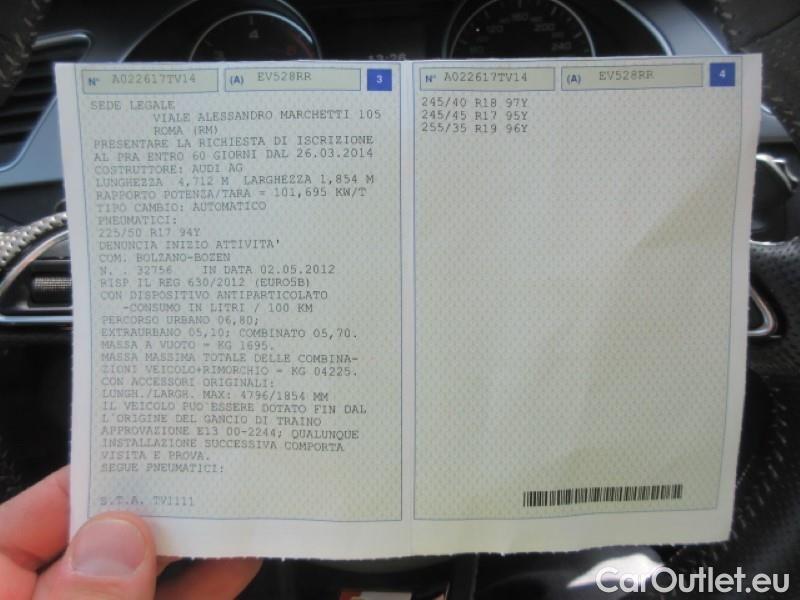 N° A022617TV14 (A) EV528RR 3
SEDE LEGALE
VIALE ALESSANDRO MARCHETTI 105
ROMA (RM)
PRESENTARE LA RICHIESTA DI ISCRIZIONE
AL PRA ENTRO 60 GIORNI DAL 26.03.2014
COSTRUTTORE: AUDI AG
LUNGHEZZA 4,712 M LARGHEZZA 1,854 M
RAPPORTO POTENZA/TARA = 101,695 KW/T
TIPO CAMBIO: AUTOMATICO
PNEUMATICI:
225/50 R17 94Y
DENUNCIA INIZIO ATTIVITA'
COM. BOLZANO-BOZEN
N. . 32756 IN DATA 02.05.2012
RISP IL REG 630/2012 (EURO5B)
CON DISPOSITIVO ANTIPARTICOLATO
-CONSUMO IN LITRI / 100 KM
PERCORSO URBANO 06,80;
EXTRAURBANO 05,10; COMBINATO 05,70.
MASSA A VUOTO = KG 1695.
MASSA MASSIMA TOTALE DELLE COMBINA-
ZIONI VEICOLO+RIMORCHIO = KG 04225.
CON ACCESSORI ORIGINALI:
LUNGH./LARGH. MAX: 4796/1854 MM
IL VEICOLO PUO'ESSERE DOTATO FIN DAL
L'ORIGINE DEL GANCIO DI TRAINO
APPROVAZIONE E13 00-2244; QUALUNQUE
INSTALLAZIONE SUCCESSIVA COMPORTA
VISITA E PROVA.
SEGUE PNEUMATICI:
S.T.A. TV1111
N° A022617TV14 (A) EV528RR 4
245/40 R18 97Y
245/45 R17 95Y
255/35 R19 96Y
CarOutlet.eu